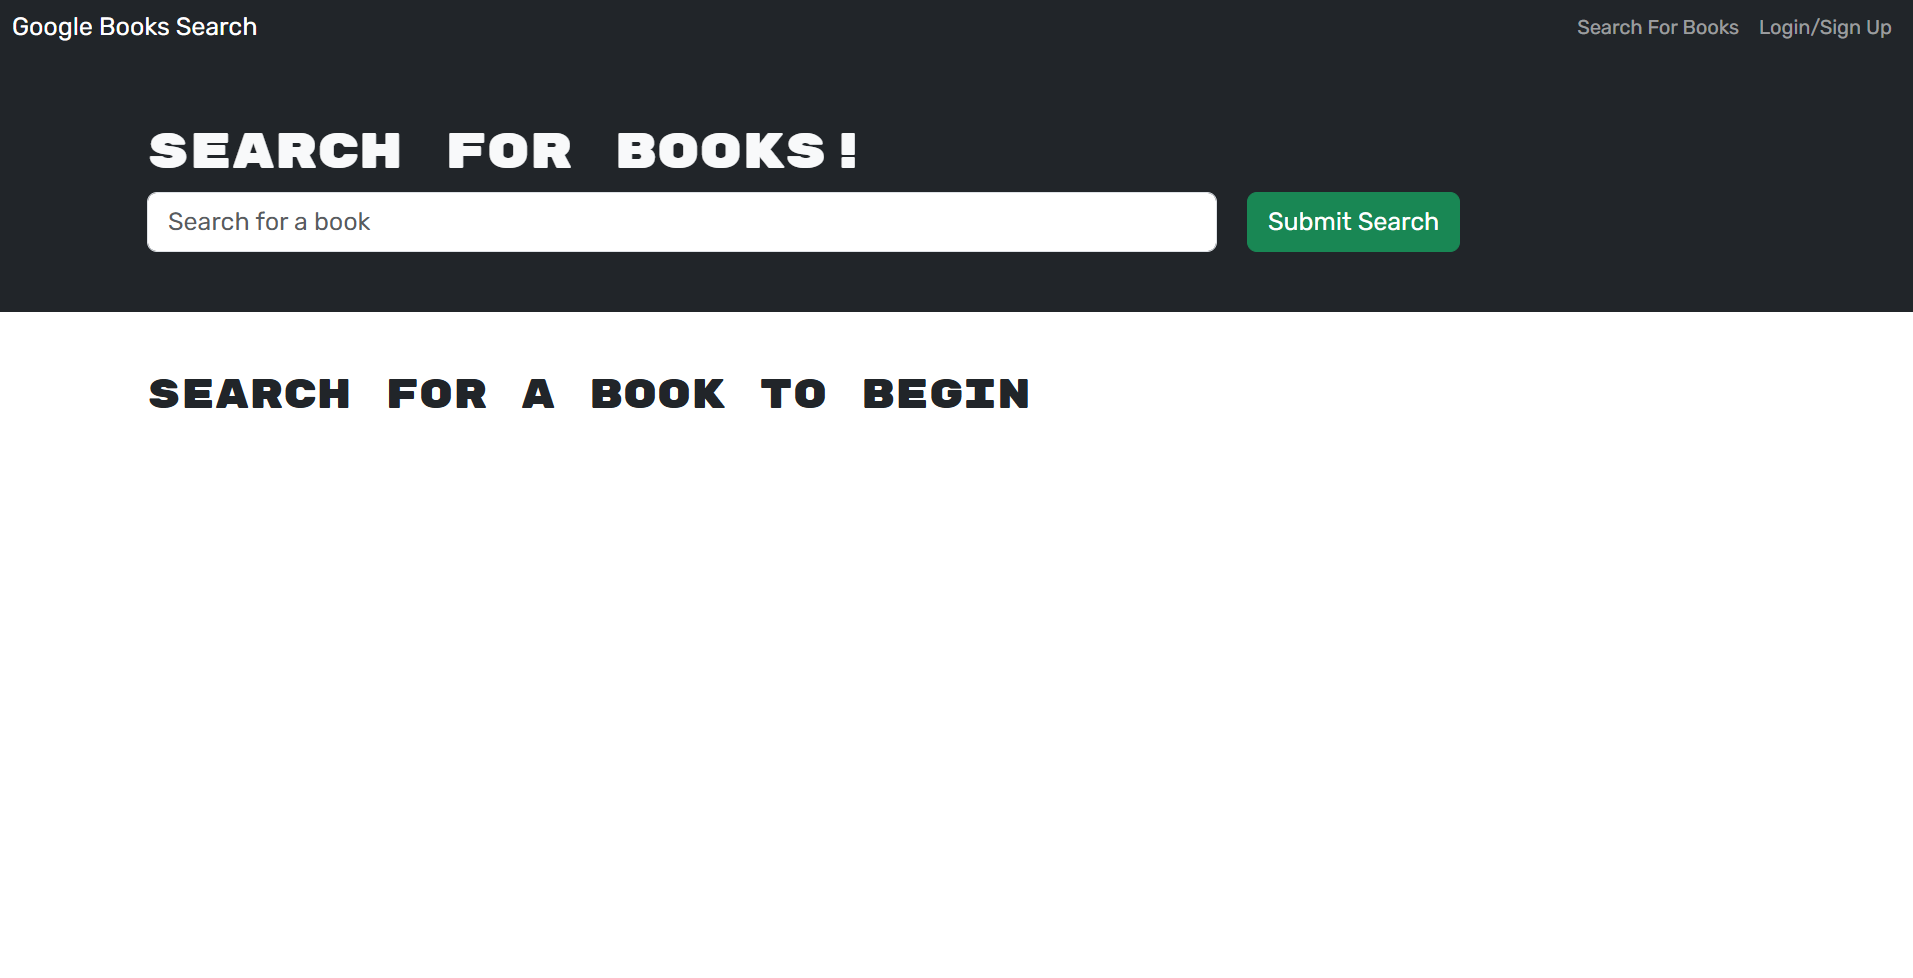 Google Books Search
Search For Books Login/Sign Up
SEARCH FOR BOOKS!
Search for a book
Submit Search
SEARCH FOR A BOOK TO BEGIN